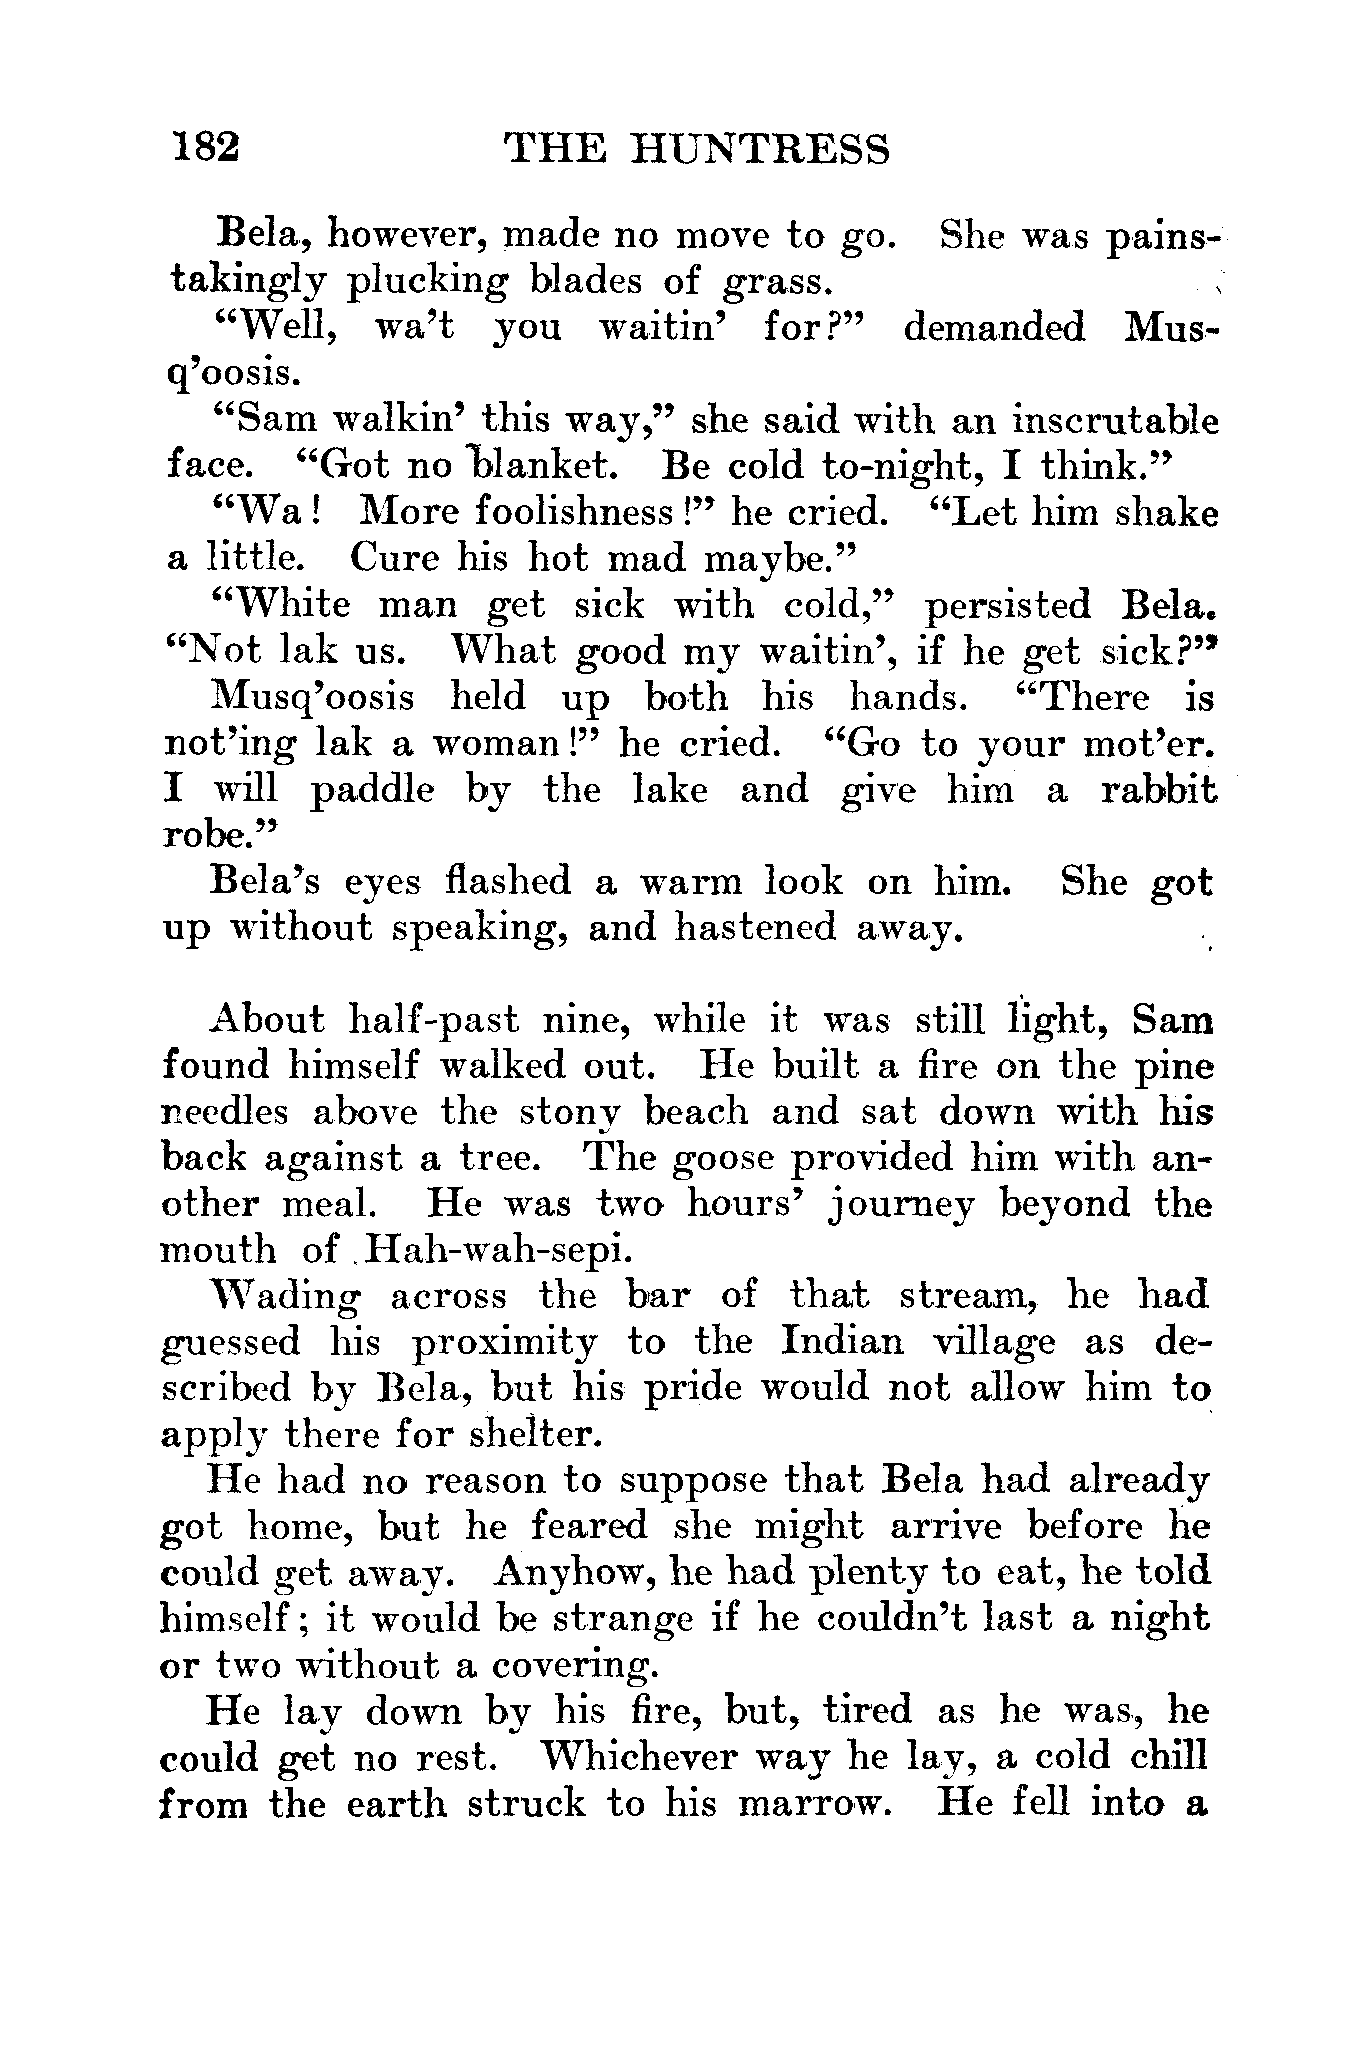 182 THE HUNTRESS
Bela, however, made no move to go. She was pains-
takingly plucking blades of grass.
“Well, wa’t you waitin’ for?” demanded Mus-
q’oosis.
“Sam walkin’ this way,” she said with an inscrutable
face. “Got no blanket. Be cold to-night, I think.”
“Wa! More foolishness!” he cried. “Let him shake
a little. Cure his hot mad maybe.”
“White man get sick with cold,” persisted Bela.
“Not lak us. What good my waitin’, if he get sick?”
Musq’oosis held up both his hands. “There is
not’ing lak a woman!” he cried. “Go to your mot’er.
I will paddle by the lake and give him a rabbit
robe.”
Bela’s eyes flashed a warm look on him. She got
up without speaking, and hastened away.
About half-past nine, while it was still light, Sam
found himself walked out. He built a fire on the pine
needles above the stony beach and sat down with his
back against a tree. The goose provided him with an-
other meal. He was two hours’ journey beyond the
mouth of Hah-wah-sepi.
Wading across the bar of that stream, he had
guessed his proximity to the Indian village as de-
scribed by Bela, but his pride would not allow him to
apply there for shelter.
He had no reason to suppose that Bela had already
got home, but he feared she might arrive before he
could get away. Anyhow, he had plenty to eat, he told
himself; it would be strange if he couldn’t last a night
or two without a covering.
He lay down by his fire, but, tired as he was, he
could get no rest. Whichever way he lay, a cold chill
from the earth struck to his marrow. He fell into a